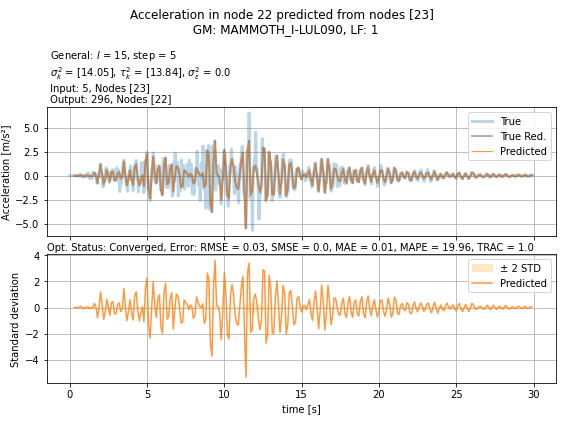 Acceleration in node 22 predicted from nodes [23]
GM: MAMMOTH_I-LUL090, LF: 1
General: l = 15, step = 5
σ²ₖ = [14.05], τ²ₖ = [13.84], σ²_ε = 0.0
Input: 5, Nodes [23]
Output: 296, Nodes [22]
Acceleration [m/s²]
5.0
2.5
0.0
−2.5
−5.0
True
True Red.
Predicted
Opt. Status: Converged, Error: RMSE = 0.03, SMSE = 0.0, MAE = 0.01, MAPE = 19.96, TRAC = 1.0
Standard deviation
4
2
0
−2
−4
± 2 STD
Predicted
0 5 10 15 20 25 30
time [s]